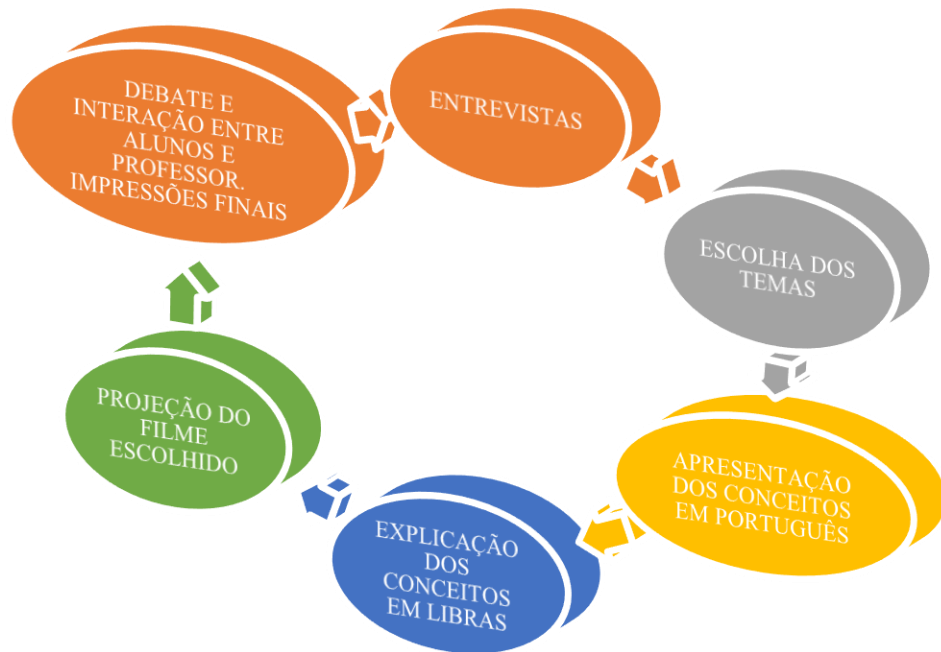 DEBATE E
INTERAÇÃO ENTRE
ALUNOS E
PROFESSOR.
IMPRESSÕES FINAIS
ENTREVISTAS
ESCOLHA DOS
TEMAS
APRESENTAÇÃO
DOS CONCEITOS
EM PORTUGUÊS
EXPLICAÇÃO
DOS
CONCEITOS
EM LIBRAS
PROJEÇÃO DO
FILME
ESCOLHIDO